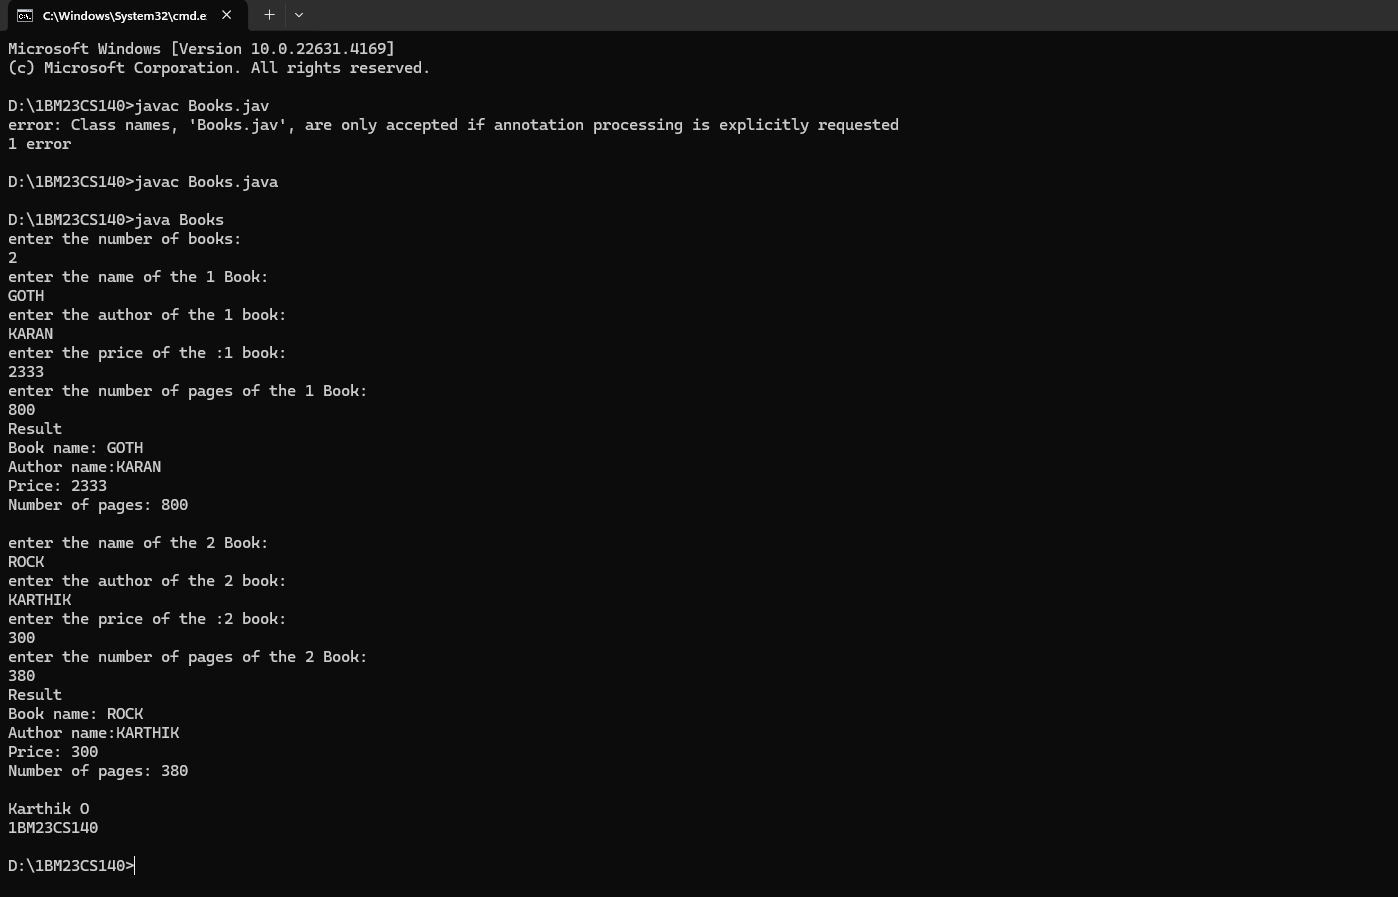 C:\Windows\System32\cmd.e
Microsoft Windows [Version 10.0.22631.4169]
(c) Microsoft Corporation. All rights reserved.
D:\1BM23CS140>javac Books.jav
error: Class names, 'Books.jav', are only accepted if annotation processing is explicitly requested
1 error
D:\1BM23CS140>javac Books.java
D:\1BM23CS140>java Books
enter the number of books:
2
enter the name of the 1 Book:
GOTH
enter the author of the 1 book:
KARAN
enter the price of the :1 book:
2333
enter the number of pages of the 1 Book:
800
Result
Book name: GOTH
Author name:KARAN
Price: 2333
Number of pages: 800
enter the name of the 2 Book:
ROCK
enter the author of the 2 book:
KARTHIK
enter the price of the :2 book:
300
enter the number of pages of the 2 Book:
380
Result
Book name: ROCK
Author name:KARTHIK
Price: 300
Number of pages: 380
Karthik O
1BM23CS140
D:\1BM23CS140>